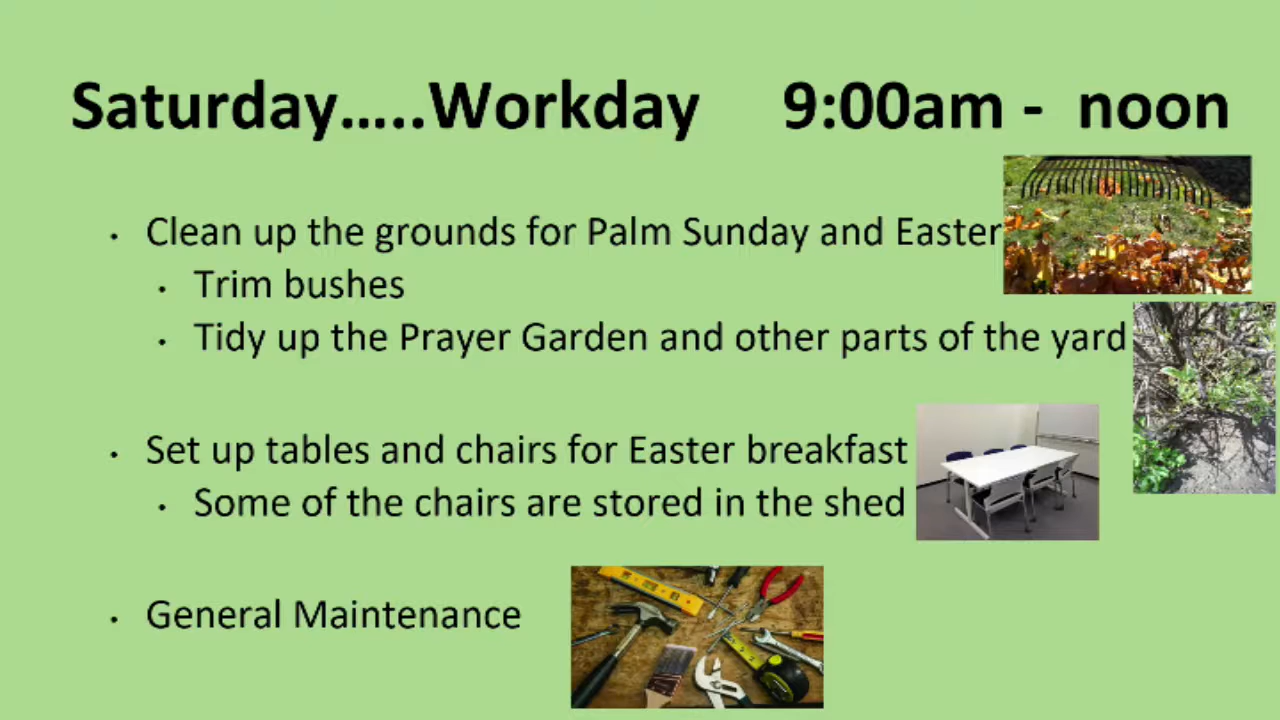 Saturday…..Workday 9:00am - noon
• Clean up the grounds for Palm Sunday and Easter
• Trim bushes
• Tidy up the Prayer Garden and other parts of the yard
• Set up tables and chairs for Easter breakfast
• Some of the chairs are stored in the shed
• General Maintenance